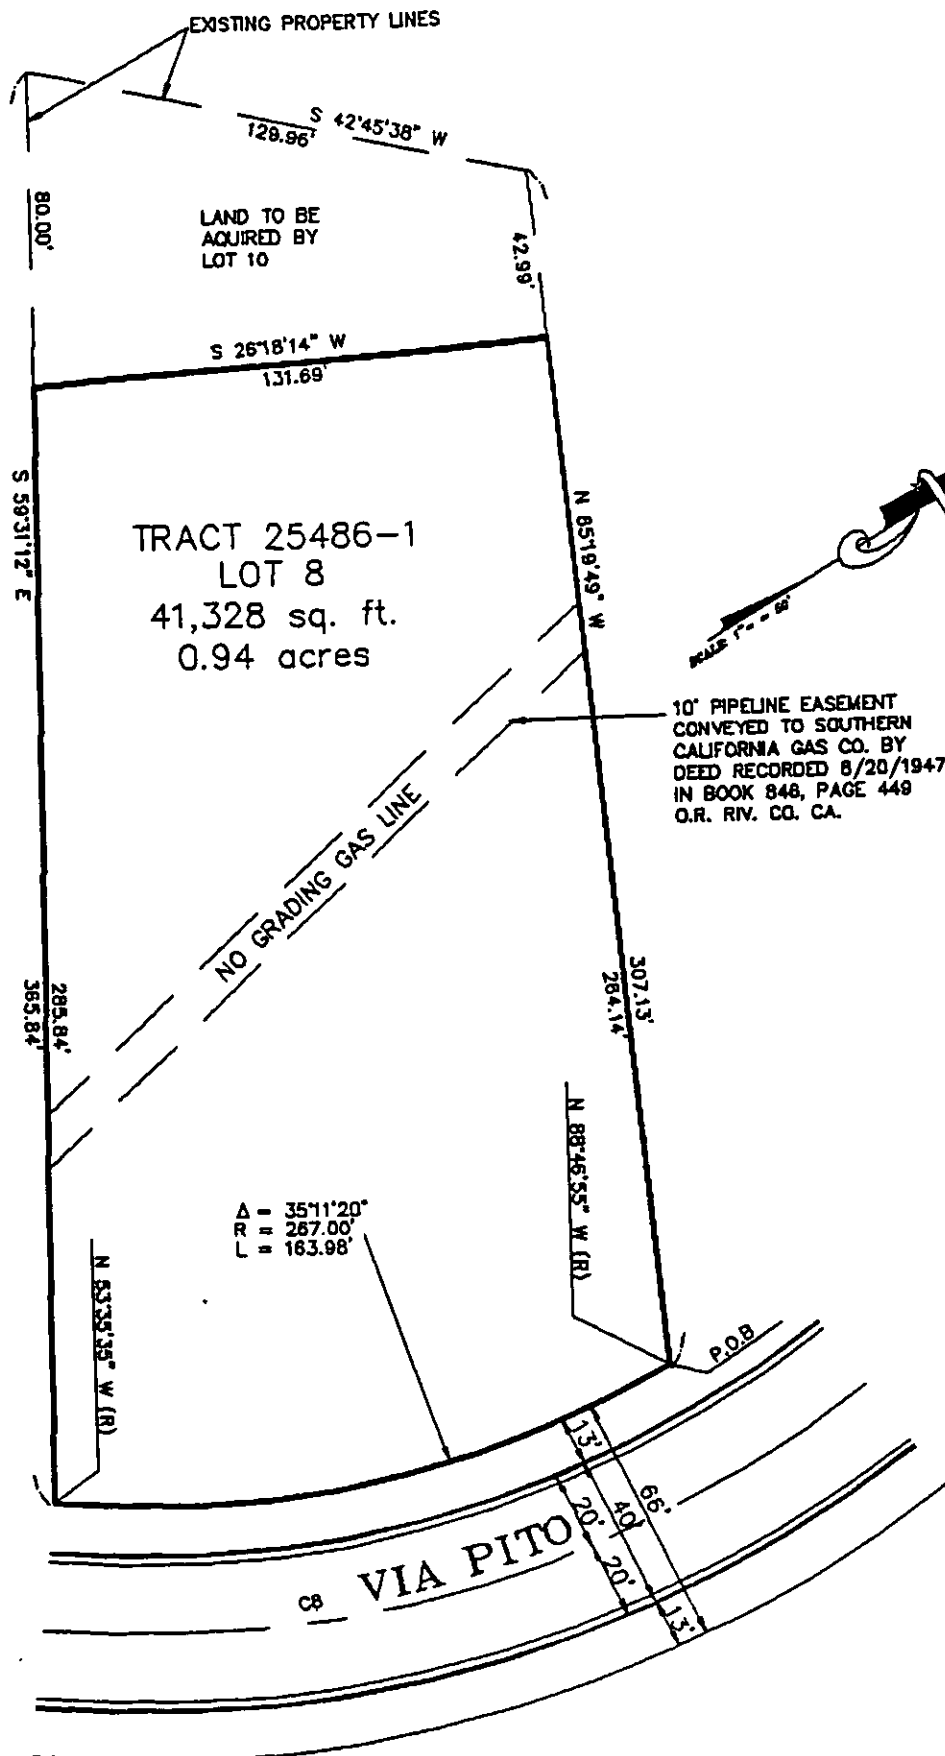 EXISTING PROPERTY LINES
S 42°45'38" W
129.96'
80.00'
LAND TO BE
AQUIRED BY
LOT 10
42.99'
S 26°18'14" W
131.69'
S 59°31'12" E
TRACT 25486-1
LOT 8
41,328 sq. ft.
0.94 acres
N 85°19'49" W
SCALE 1" = 50'
10' PIPELINE EASEMENT
CONVEYED TO SOUTHERN
CALIFORNIA GAS CO. BY
DEED RECORDED 8/20/1947
IN BOOK 848, PAGE 449
O.R. RIV. CO. CA.
NO GRADING GAS LINE
285.84'
365.84'
307.13'
264.14'
N 88°46'55" W (R)
Δ = 35°11'20"
R = 267.00'
L = 163.98'
N 53°35'35" W (R)
P.O.B
13'
66'
20'
40'
20'
13'
C8
VIA PITO